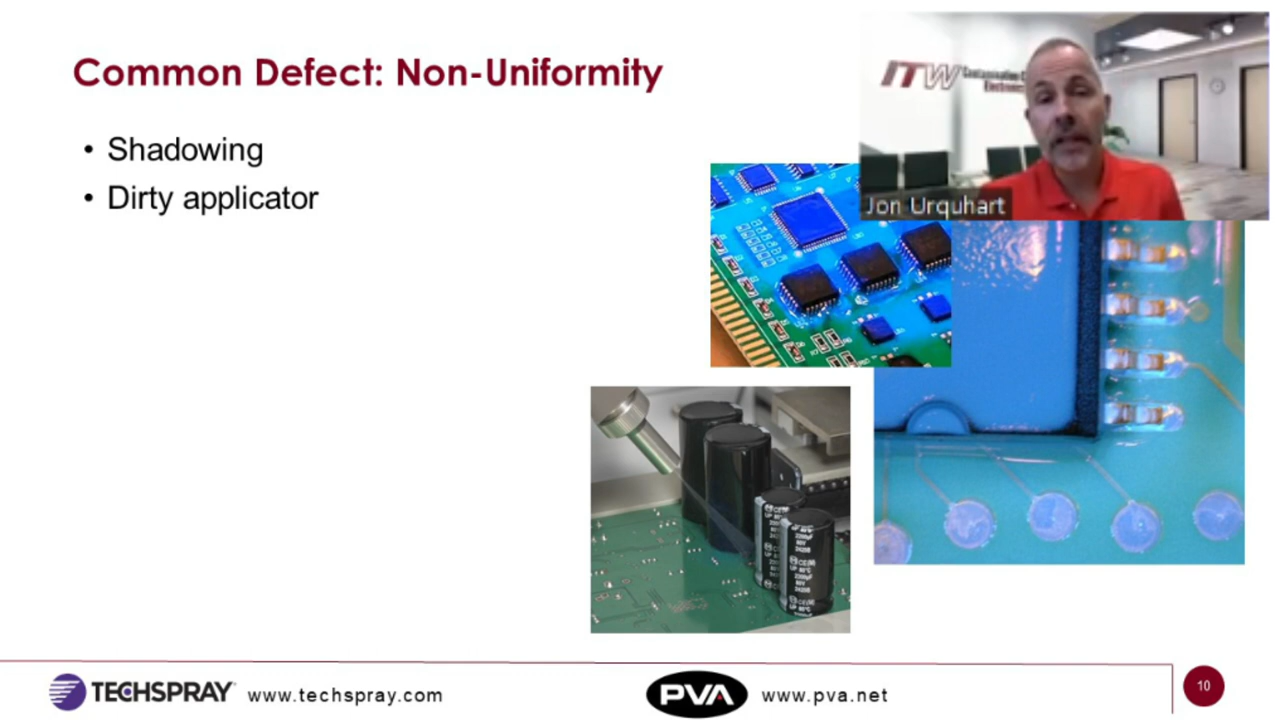 Common Defect: Non-Uniformity
• Shadowing
• Dirty applicator
ITW
Jon Urquhart
TECHSPRAY
www.techspray.com
PVA
www.pva.net
10